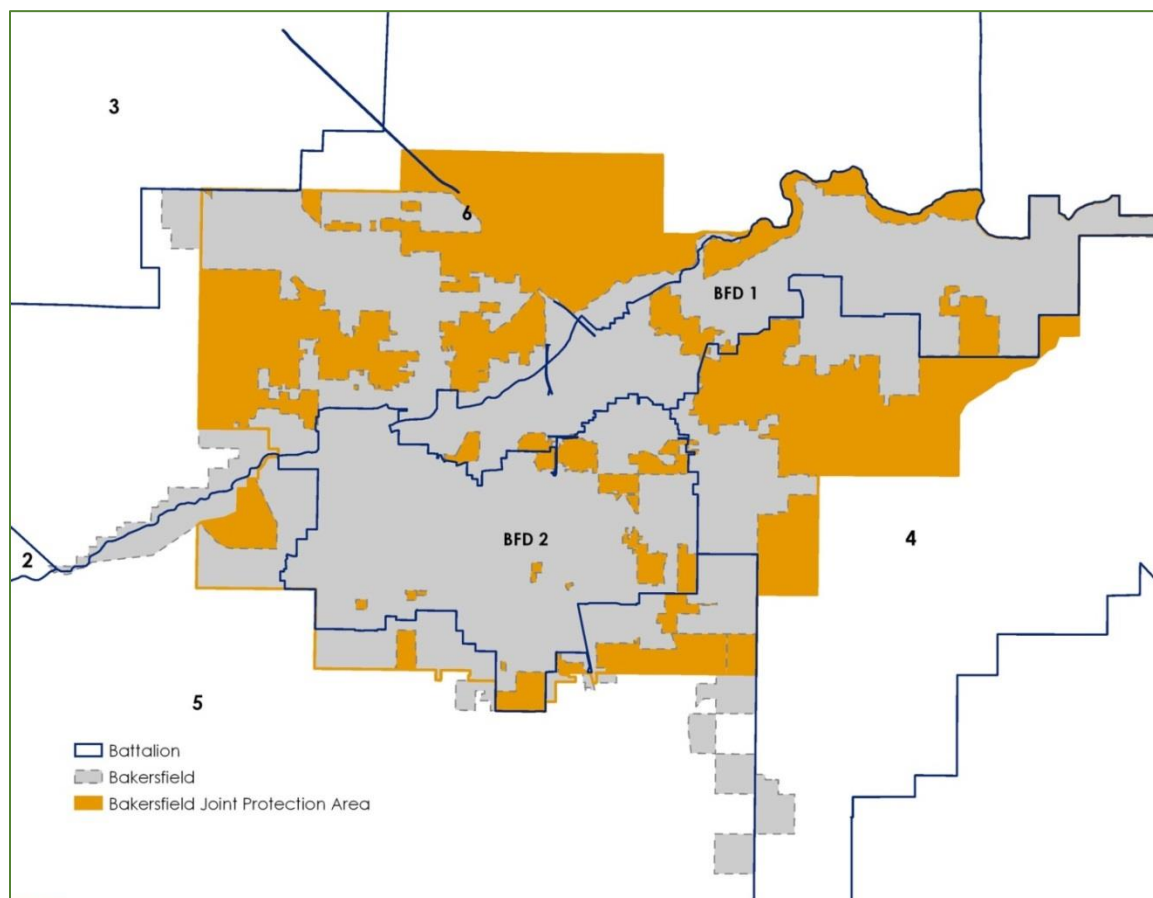 3
6
BFD 1
BFD 2
4
2
5
Battalion
Bakersfield
Bakersfield Joint Protection Area